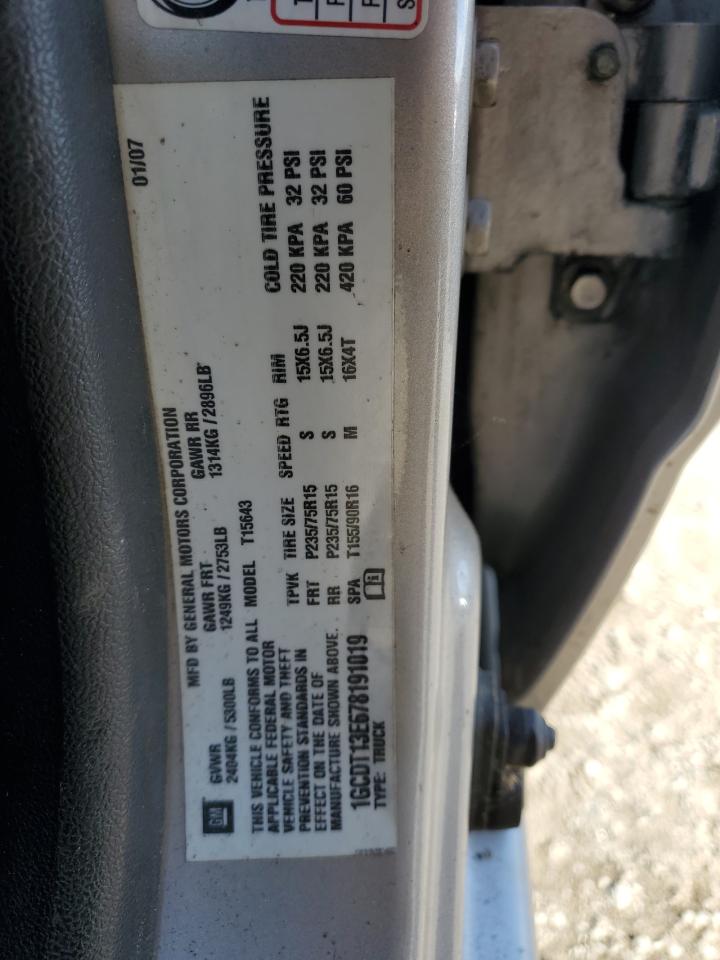 MFD BY GENERAL MOTORS CORPORATION 01/07
GM
GVWR GAWR FRT GAWR RR
2404KG/5300LB 1249KG/2753LB 1314KG/2896LB
THIS VEHICLE CONFORMS TO ALL
APPLICABLE FEDERAL MOTOR
VEHICLE SAFETY AND THEFT
PREVENTION STANDARDS IN
EFFECT ON THE DATE OF
MANUFACTURE SHOWN ABOVE.
MODEL T15643
TPVK TIRE SIZE SPEED RTG RIM COLD TIRE PRESSURE
FRT P235/75R15 S 15X6.5J 220 KPA 32 PSI
RR P235/75R15 S 15X6.5J 220 KPA 32 PSI
SPA T155/90R16 M 16X4T 420 KPA 60 PSI
1GCDT13E678191019
TYPE: TRUCK